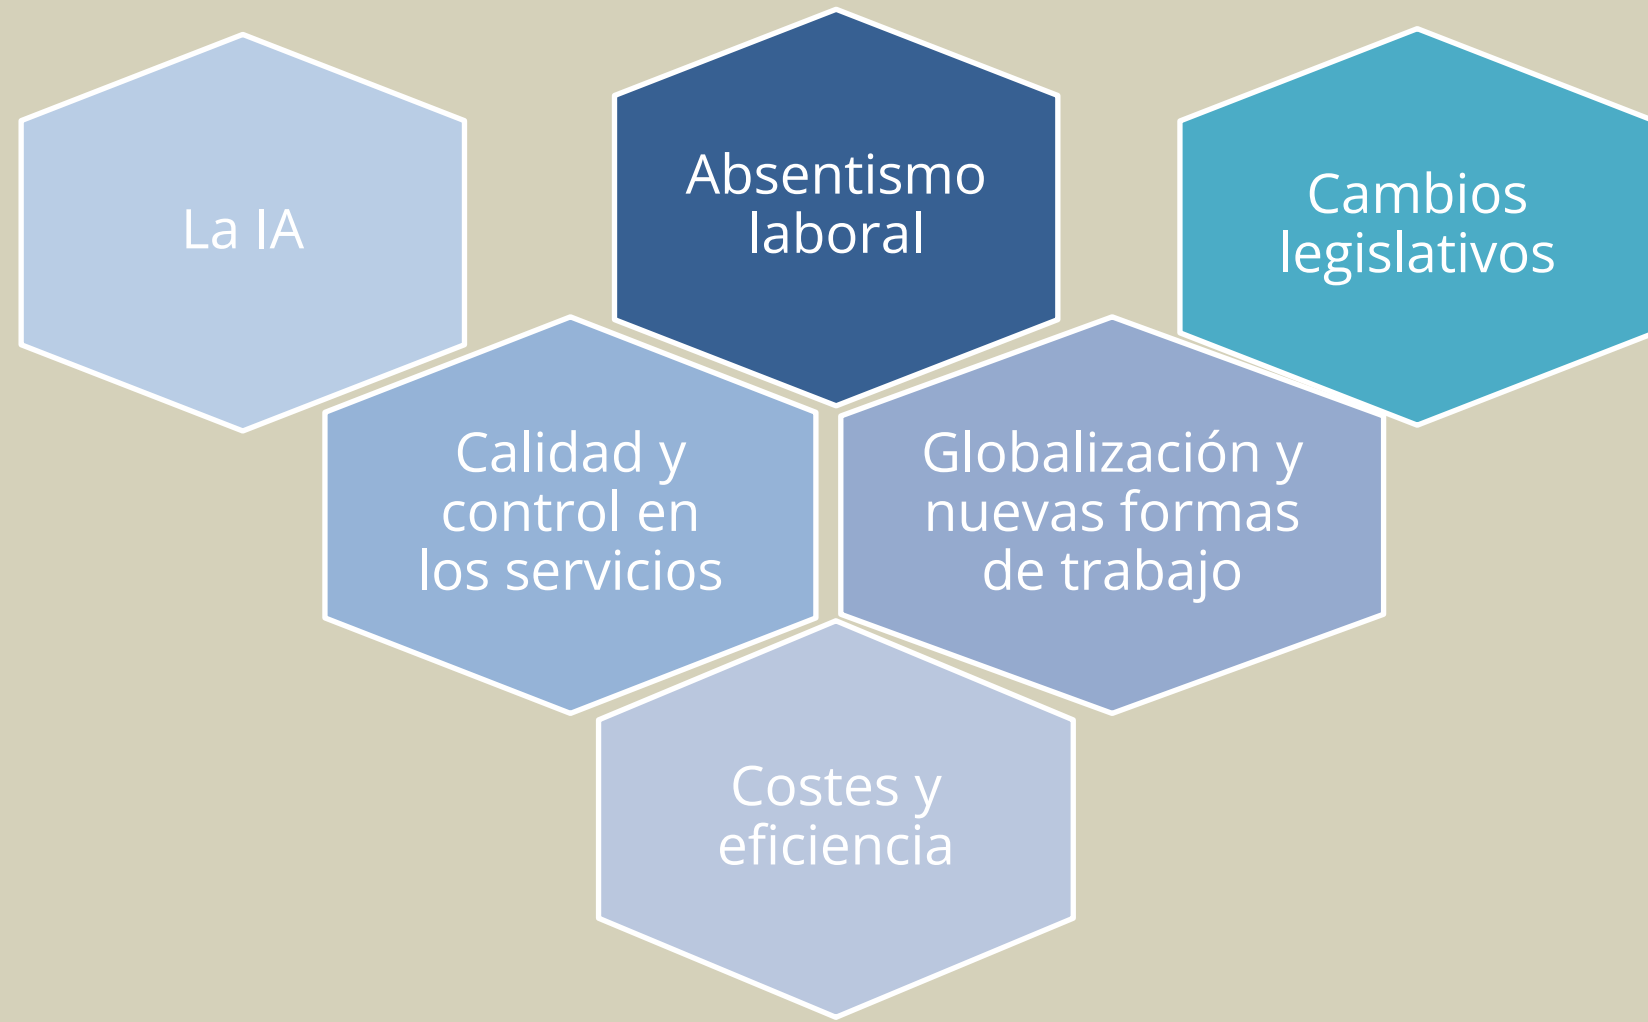 La IA
Absentismo
laboral
Cambios
legislativos
Calidad y
control en
los servicios
Globalización y
nuevas formas
de trabajo
Costes y
eficiencia